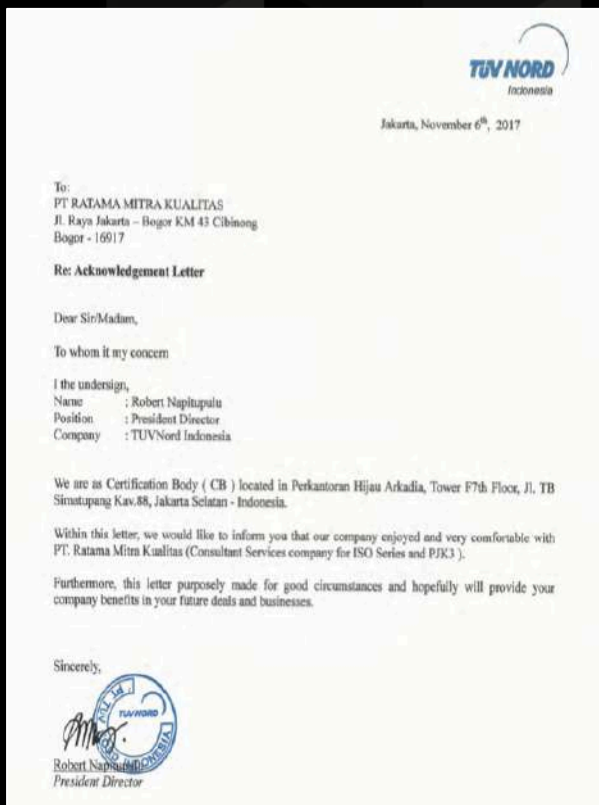 TÜV NORD
Indonesia
Jakarta, November 6th, 2017
To:
PT RATAMA MITRA KUALITAS
Jl. Raya Jakarta – Bogor KM 43 Cibinong
Bogor - 16917
Re: Acknowledgement Letter
Dear Sir/Madam,
To whom it my concern
I the undersign,
Name : Robert Napitupulu
Position : President Director
Company : TUVNord Indonesia
We are as Certification Body ( CB ) located in Perkantoran Hijau Arkadia, Tower F7th Floor, Jl. TB
Simatupang Kav.88, Jakarta Selatan - Indonesia.
Within this letter, we would like to inform you that our company enjoyed and very comfortable with
PT. Ratama Mitra Kualitas (Consultant Services company for ISO Series and PJK3 ).
Furthermore, this letter purposely made for good circumstances and hopefully will provide your
company benefits in your future deals and businesses.
Sincerely,
TUV NORD
INDONESIA
Robert
President Director